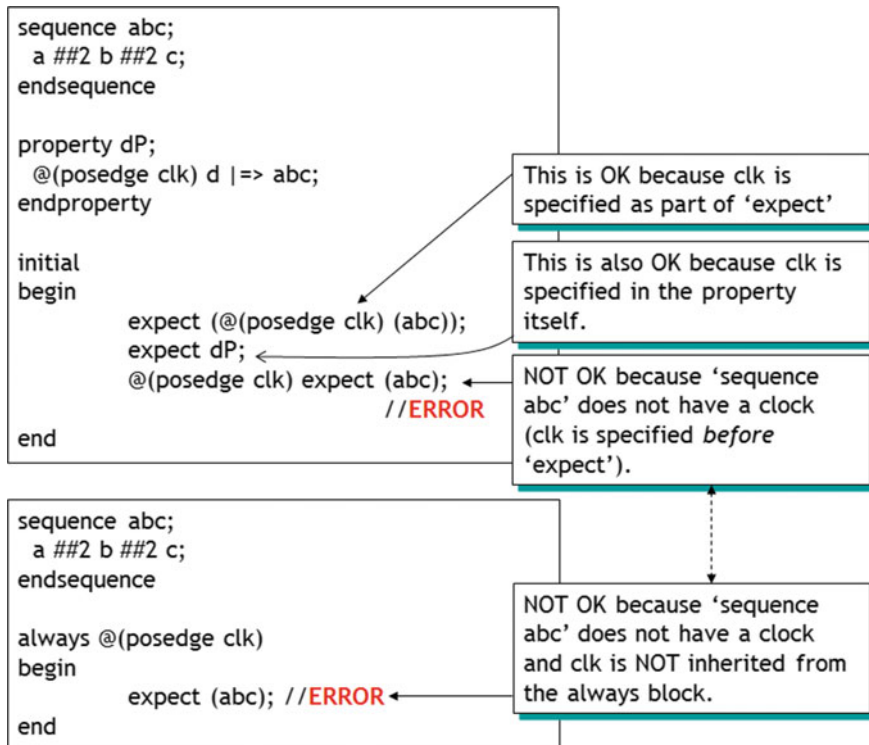 sequence abc;
a ##2 b ##2 c;
endsequence
property dP;
@(posedge clk) d |=> abc;
endproperty
initial
begin
expect (@(posedge clk) (abc));
expect dP;
@(posedge clk) expect (abc);
//ERROR
end
This is OK because clk is
specified as part of ‘expect’
This is also OK because clk is
specified in the property
itself.
NOT OK because ‘sequence
abc’ does not have a clock
(clk is specified before
‘expect’).
sequence abc;
a ##2 b ##2 c;
endsequence
always @(posedge clk)
begin
expect (abc); //ERROR
end
NOT OK because ‘sequence
abc’ does not have a clock
and clk is NOT inherited from
the always block.